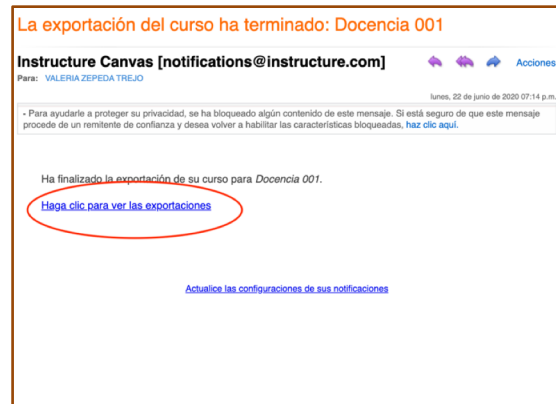 La exportación del curso ha terminado: Docencia 001
Instructure Canvas [notifications@instructure.com]
Acciones
Para: VALERIA ZEPEDA TREJO
lunes, 22 de junio de 2020 07:14 p.m.
- Para ayudarle a proteger su privacidad, se ha bloqueado algún contenido de este mensaje. Si está seguro de que este mensaje
procede de un remitente de confianza y desea volver a habilitar las características bloqueadas, haz clic aquí.
Ha finalizado la exportación de su curso para Docencia 001.
Haga clic para ver las exportaciones
Actualice las configuraciones de sus notificaciones